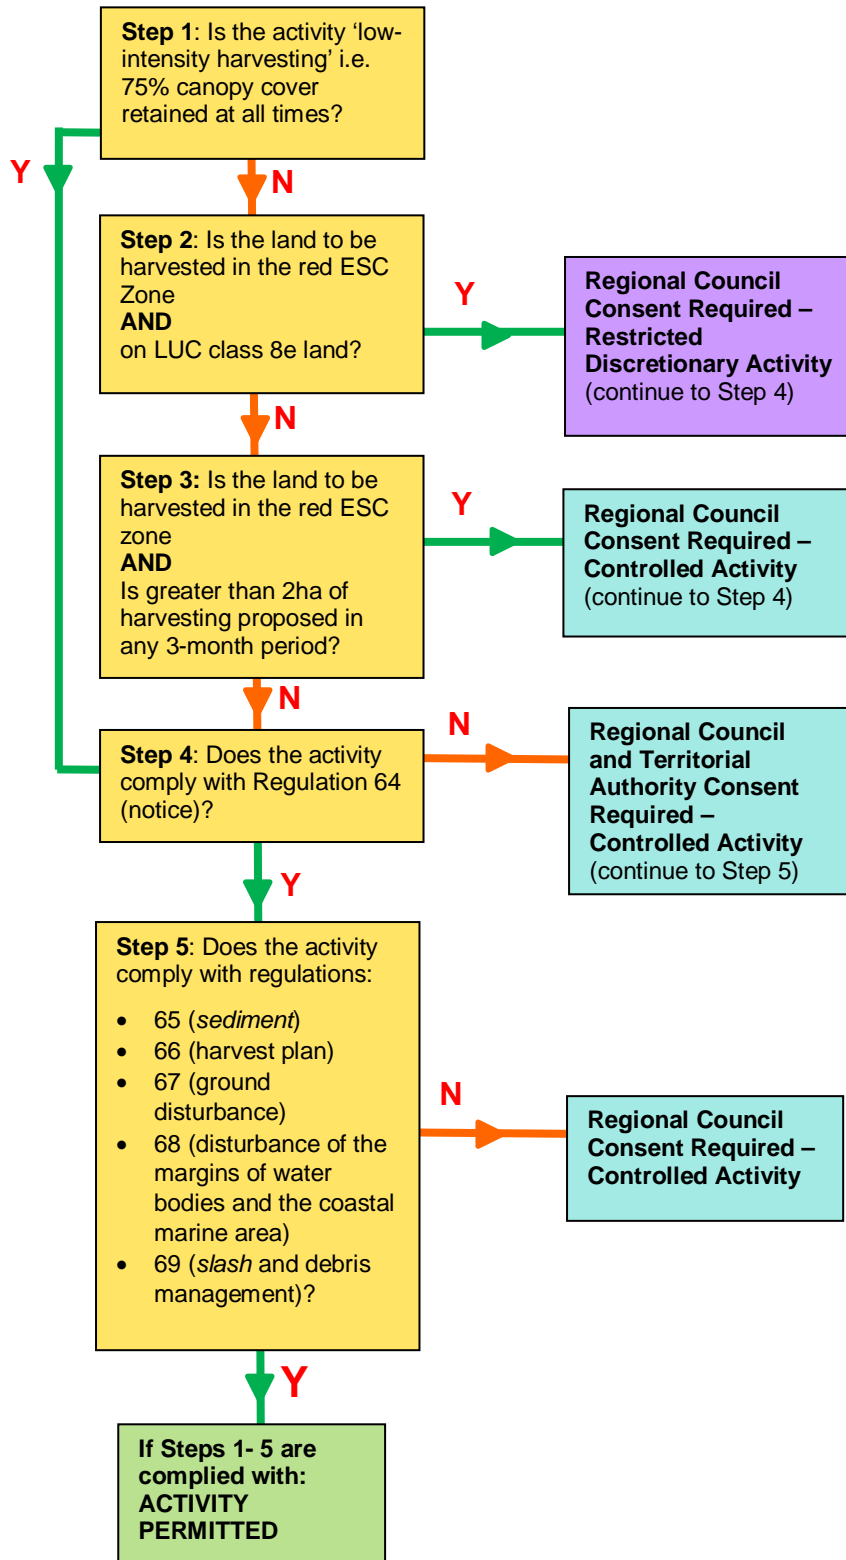 Step 1: Is the activity ‘low-
intensity harvesting’ i.e.
75% canopy cover
retained at all times?
Y
N
Step 2: Is the land to be
harvested in the red ESC
Zone
AND
on LUC class 8e land?
Y
Regional Council
Consent Required –
Restricted
Discretionary Activity
(continue to Step 4)
N
Step 3: Is the land to be
harvested in the red ESC
zone
AND
Is greater than 2ha of
harvesting proposed in
any 3-month period?
Y
Regional Council
Consent Required –
Controlled Activity
(continue to Step 4)
N
Step 4: Does the activity
comply with Regulation 64
(notice)?
N
Regional Council
and Territorial
Authority Consent
Required –
Controlled Activity
(continue to Step 5)
Y
Step 5: Does the activity
comply with regulations:
• 65 (sediment)
• 66 (harvest plan)
• 67 (ground
disturbance)
• 68 (disturbance of the
margins of water
bodies and the coastal
marine area)
• 69 (slash and debris
management)?
N
Regional Council
Consent Required –
Controlled Activity
Y
If Steps 1- 5 are
complied with:
ACTIVITY
PERMITTED